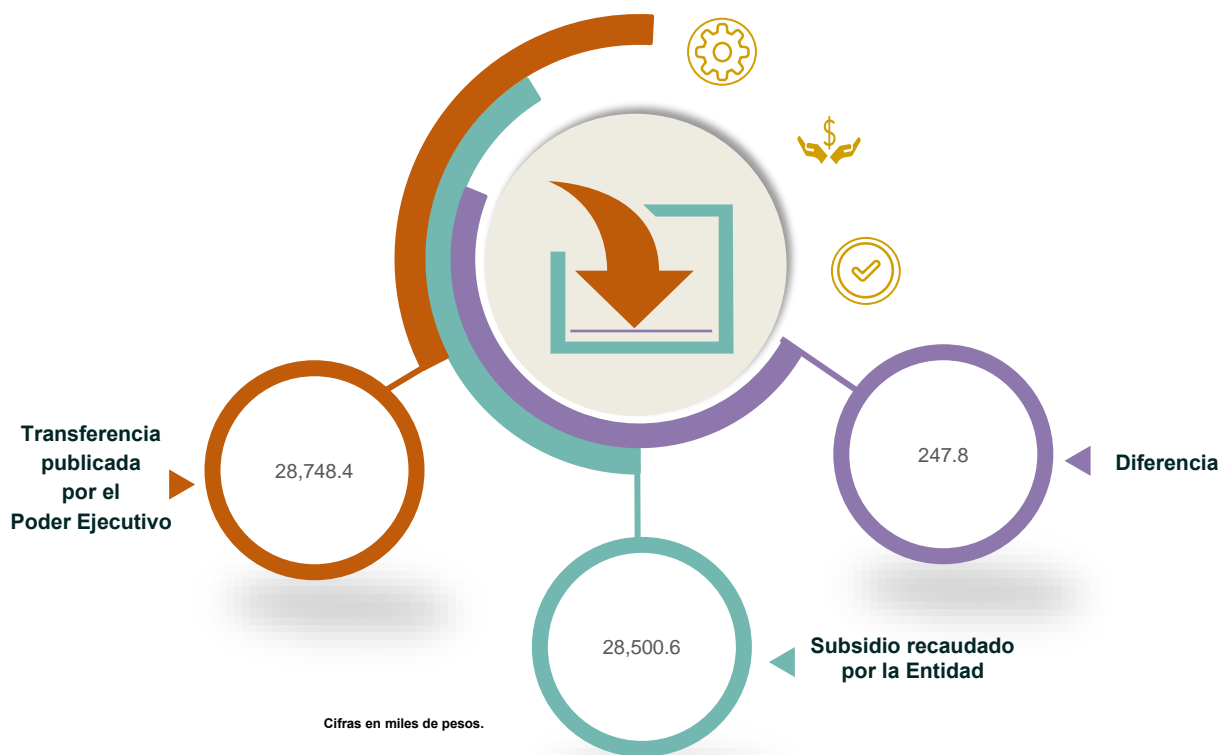 Transferencia
publicada
por el
Poder Ejecutivo
28,748.4
247.8
Diferencia
28,500.6
Subsidio recaudado
por la Entidad
Cifras en miles de pesos.
$